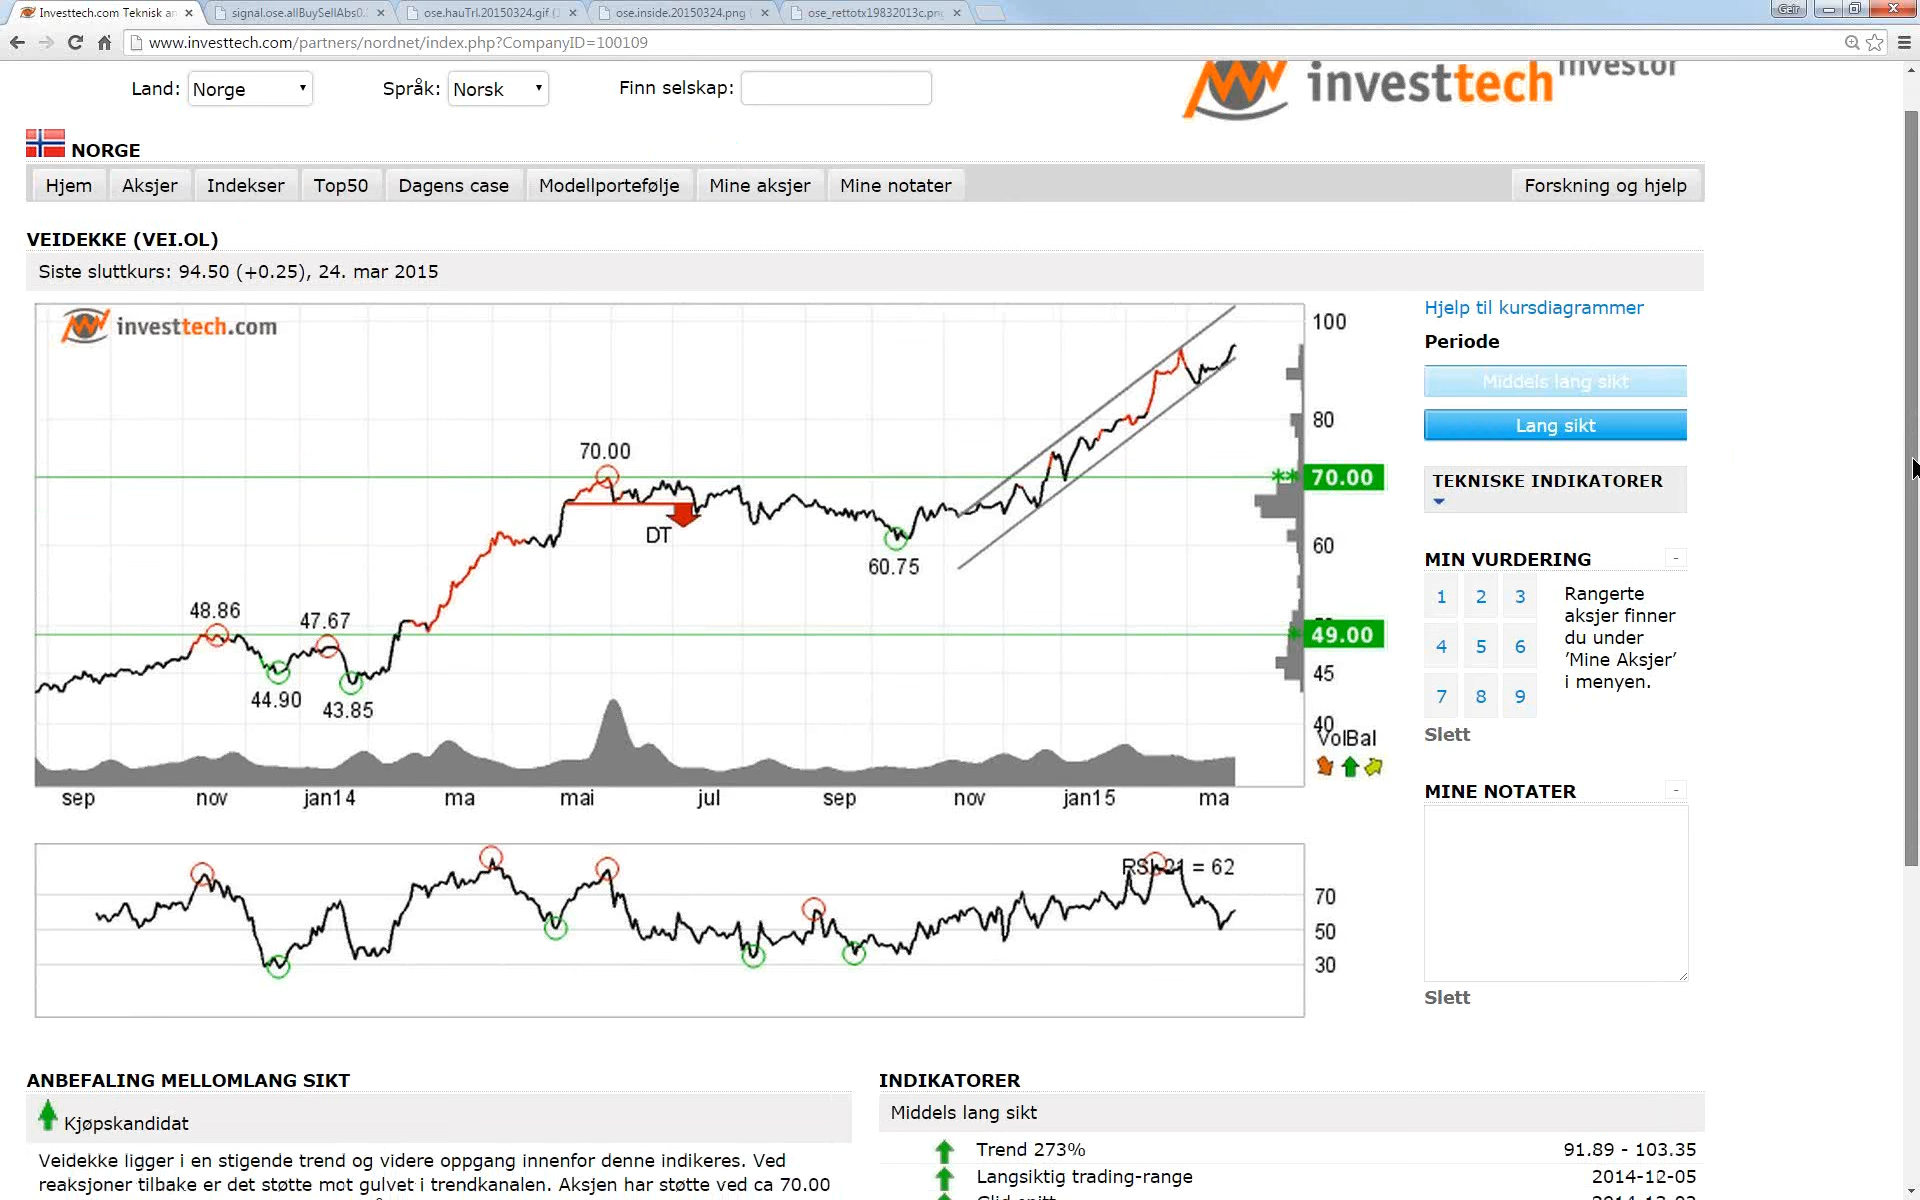 Investtech.com Teknisk an
signal.ose.allBuySellAbs0.
ose.hauTrl.20150324.gif (
ose.inside.20150324.png
ose_rettotx19832013c.pn
Geir
www.investtech.com/partners/nordnet/index.php?CompanyID=100109
Land: Norge Språk: Norsk Finn selskap:
investtech investor
NORGE
Hjem Aksjer Indekser Top50 Dagens case Modellportefølje Mine aksjer Mine notater Forskning og hjelp
VEIDEKKE (VEI.OL)
Siste sluttkurs: 94.50 (+0.25), 24. mar 2015
investtech.com
100
80
70.00
70.00
DT
60
60.75
48.86
47.67
49.00
44.90
43.85
45
40
VolBal
sep nov jan14 ma mai jul sep nov jan15 ma
RSI 21 = 62
70
50
30
Hjelp til kursdiagrammer
Periode
Middels lang sikt
Lang sikt
TEKNISKE INDIKATORER
MIN VURDERING -
1 2 3
4 5 6
7 8 9
Rangerte
aksjer finner
du under
’Mine Aksjer’
i menyen.
Slett
MINE NOTATER -
Slett
ANBEFALING MELLOMLANG SIKT
Kjøpskandidat
Veidekke ligger i en stigende trend og videre oppgang innenfor denne indikeres. Ved
reaksjoner tilbake er det støtte mot gulvet i trendkanalen. Aksjen har støtte ved ca 70.00
INDIKATORER
Middels lang sikt
Trend 273% 91.89 - 103.35
Langsiktig trading-range 2014-12-05